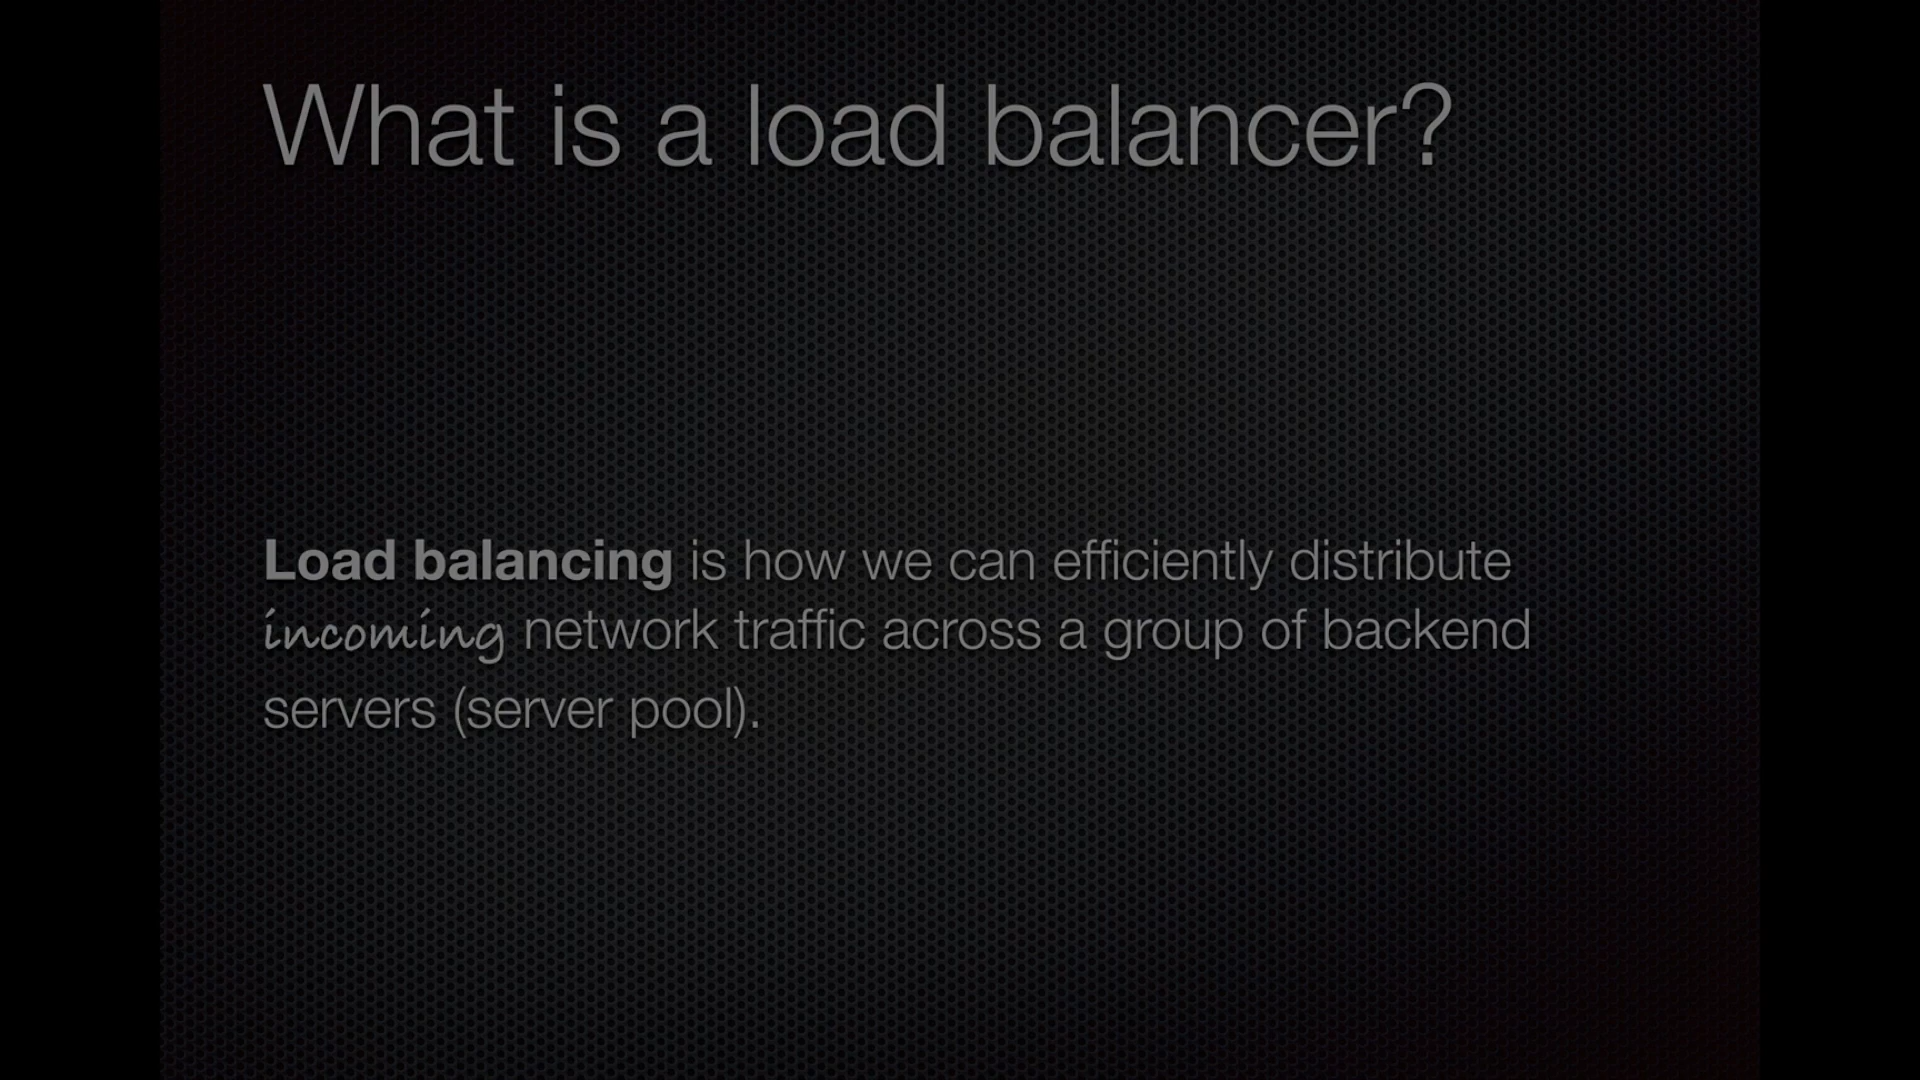 What is a load balancer?
Load balancing is how we can efficiently distribute
incoming network traffic across a group of backend
servers (server pool).